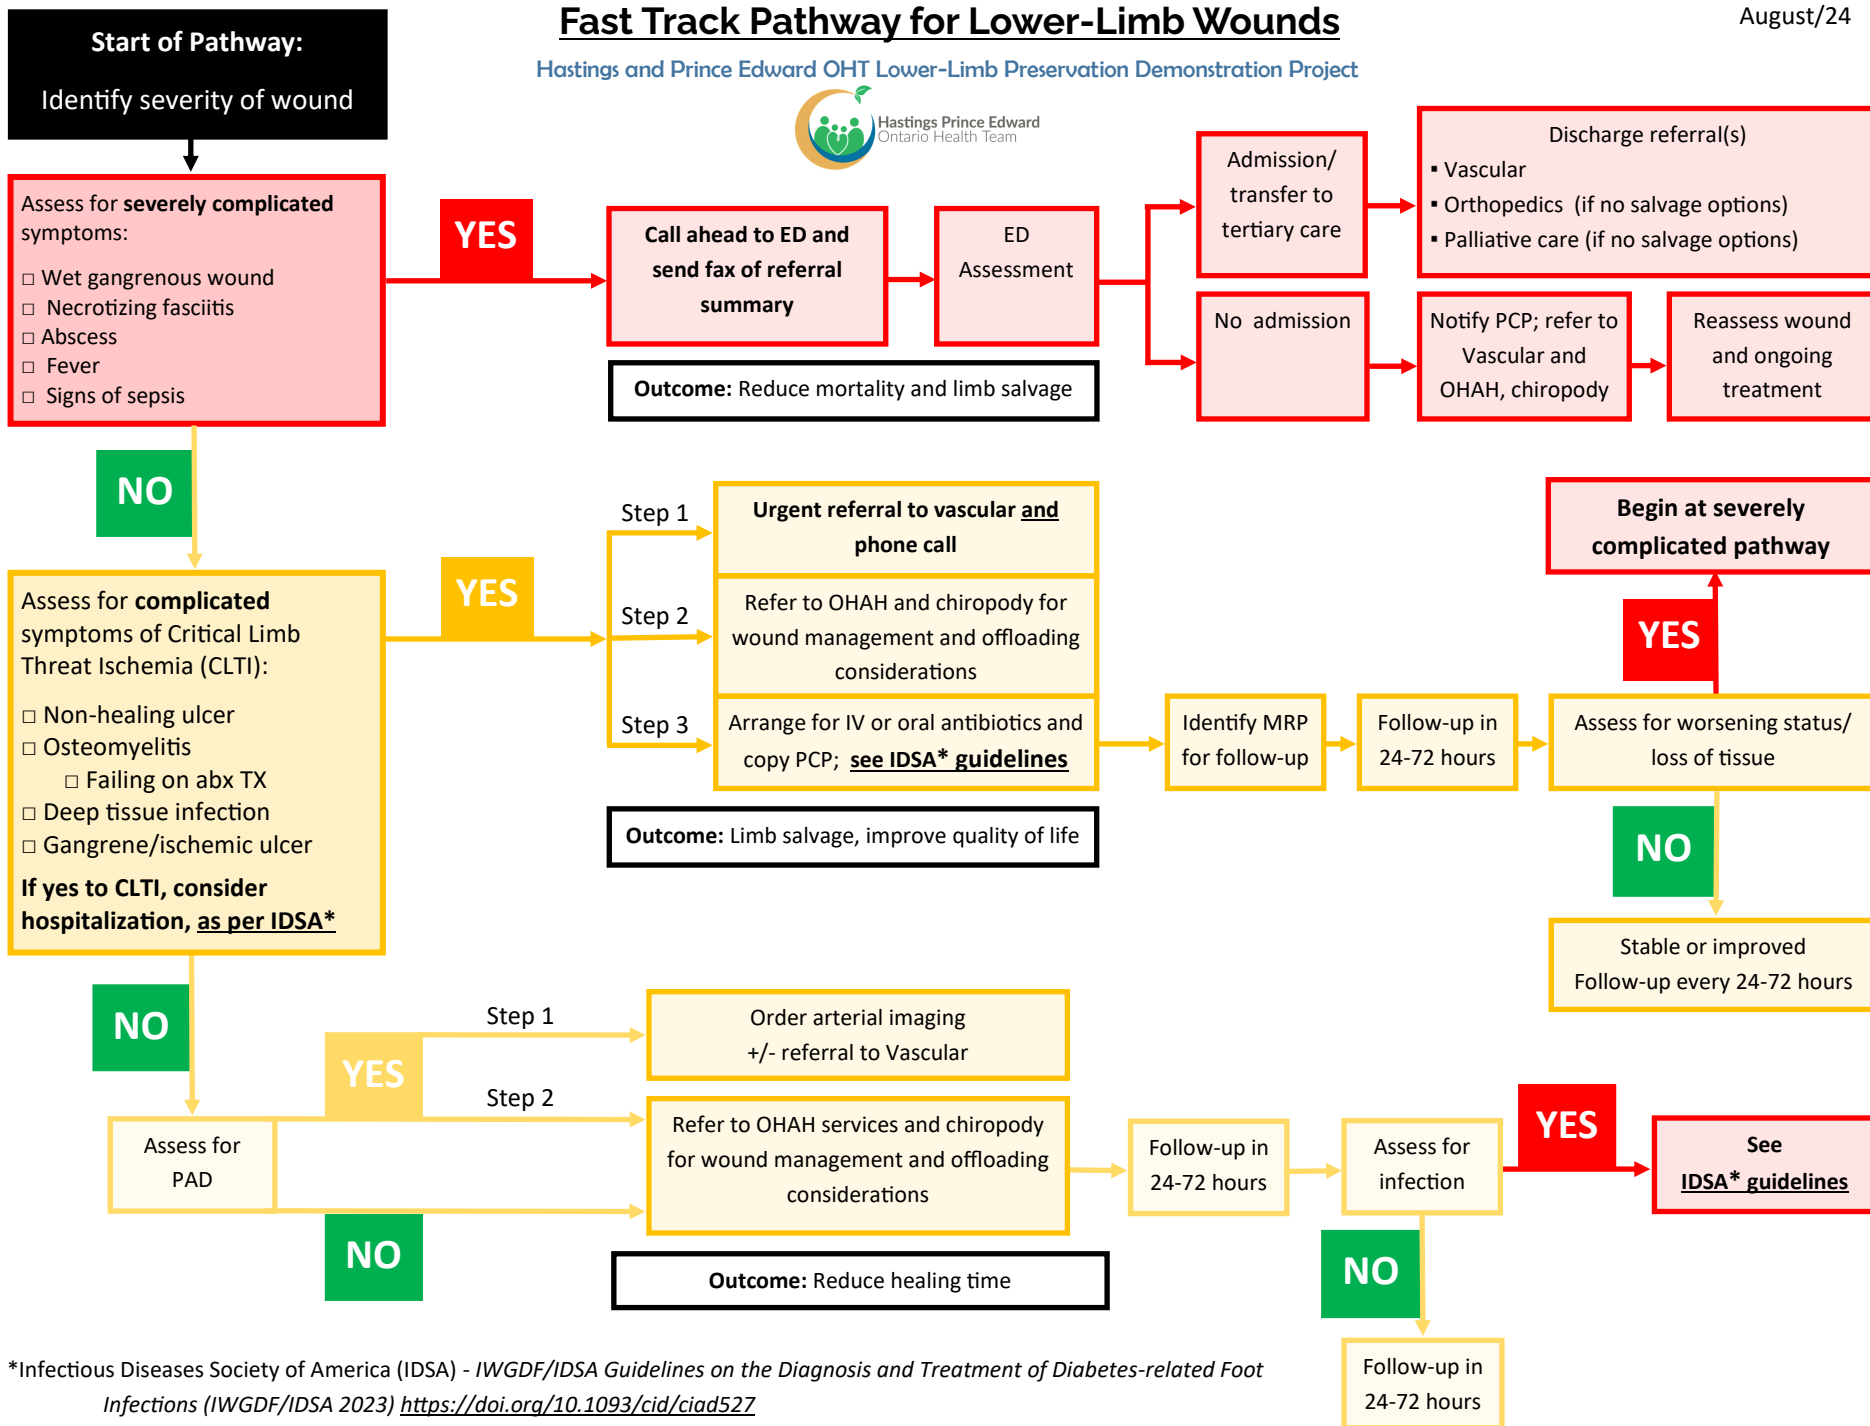 Fast Track Pathway for Lower-Limb Wounds
August/24
Hastings and Prince Edward OHT Lower-Limb Preservation Demonstration Project
Hastings Prince Edward
Ontario Health Team
Start of Pathway:
Identify severity of wound
Assess for severely complicated
symptoms:
□ Wet gangrenous wound
□ Necrotizing fasciitis
□ Abscess
□ Fever
□ Signs of sepsis
YES
Call ahead to ED and
send fax of referral
summary
ED
Assessment
Admission/
transfer to
tertiary care
Discharge referral(s)
▪ Vascular
▪ Orthopedics (if no salvage options)
▪ Palliative care (if no salvage options)
No admission
Notify PCP; refer to
Vascular and
OHAH, chiropody
Reassess wound
and ongoing
treatment
Outcome: Reduce mortality and limb salvage
NO
Assess for complicated
symptoms of Critical Limb
Threat Ischemia (CLTI):
□ Non-healing ulcer
□ Osteomyelitis
□ Failing on abx TX
□ Deep tissue infection
□ Gangrene/ischemic ulcer
If yes to CLTI, consider
hospitalization, as per IDSA*
YES
Step 1
Urgent referral to vascular and
phone call
Step 2
Refer to OHAH and chiropody for
wound management and offloading
considerations
Step 3
Arrange for IV or oral antibiotics and
copy PCP; see IDSA* guidelines
Identify MRP
for follow-up
Follow-up in
24-72 hours
Assess for worsening status/
loss of tissue
YES
Begin at severely
complicated pathway
NO
Stable or improved
Follow-up every 24-72 hours
Outcome: Limb salvage, improve quality of life
NO
Assess for
PAD
YES
Step 1
Order arterial imaging
+/- referral to Vascular
Step 2
Refer to OHAH services and chiropody
for wound management and offloading
considerations
NO
Follow-up in
24-72 hours
Assess for
infection
YES
See
IDSA* guidelines
NO
Follow-up in
24-72 hours
Outcome: Reduce healing time
*Infectious Diseases Society of America (IDSA) - IWGDF/IDSA Guidelines on the Diagnosis and Treatment of Diabetes-related Foot
Infections (IWGDF/IDSA 2023) https://doi.org/10.1093/cid/ciad527